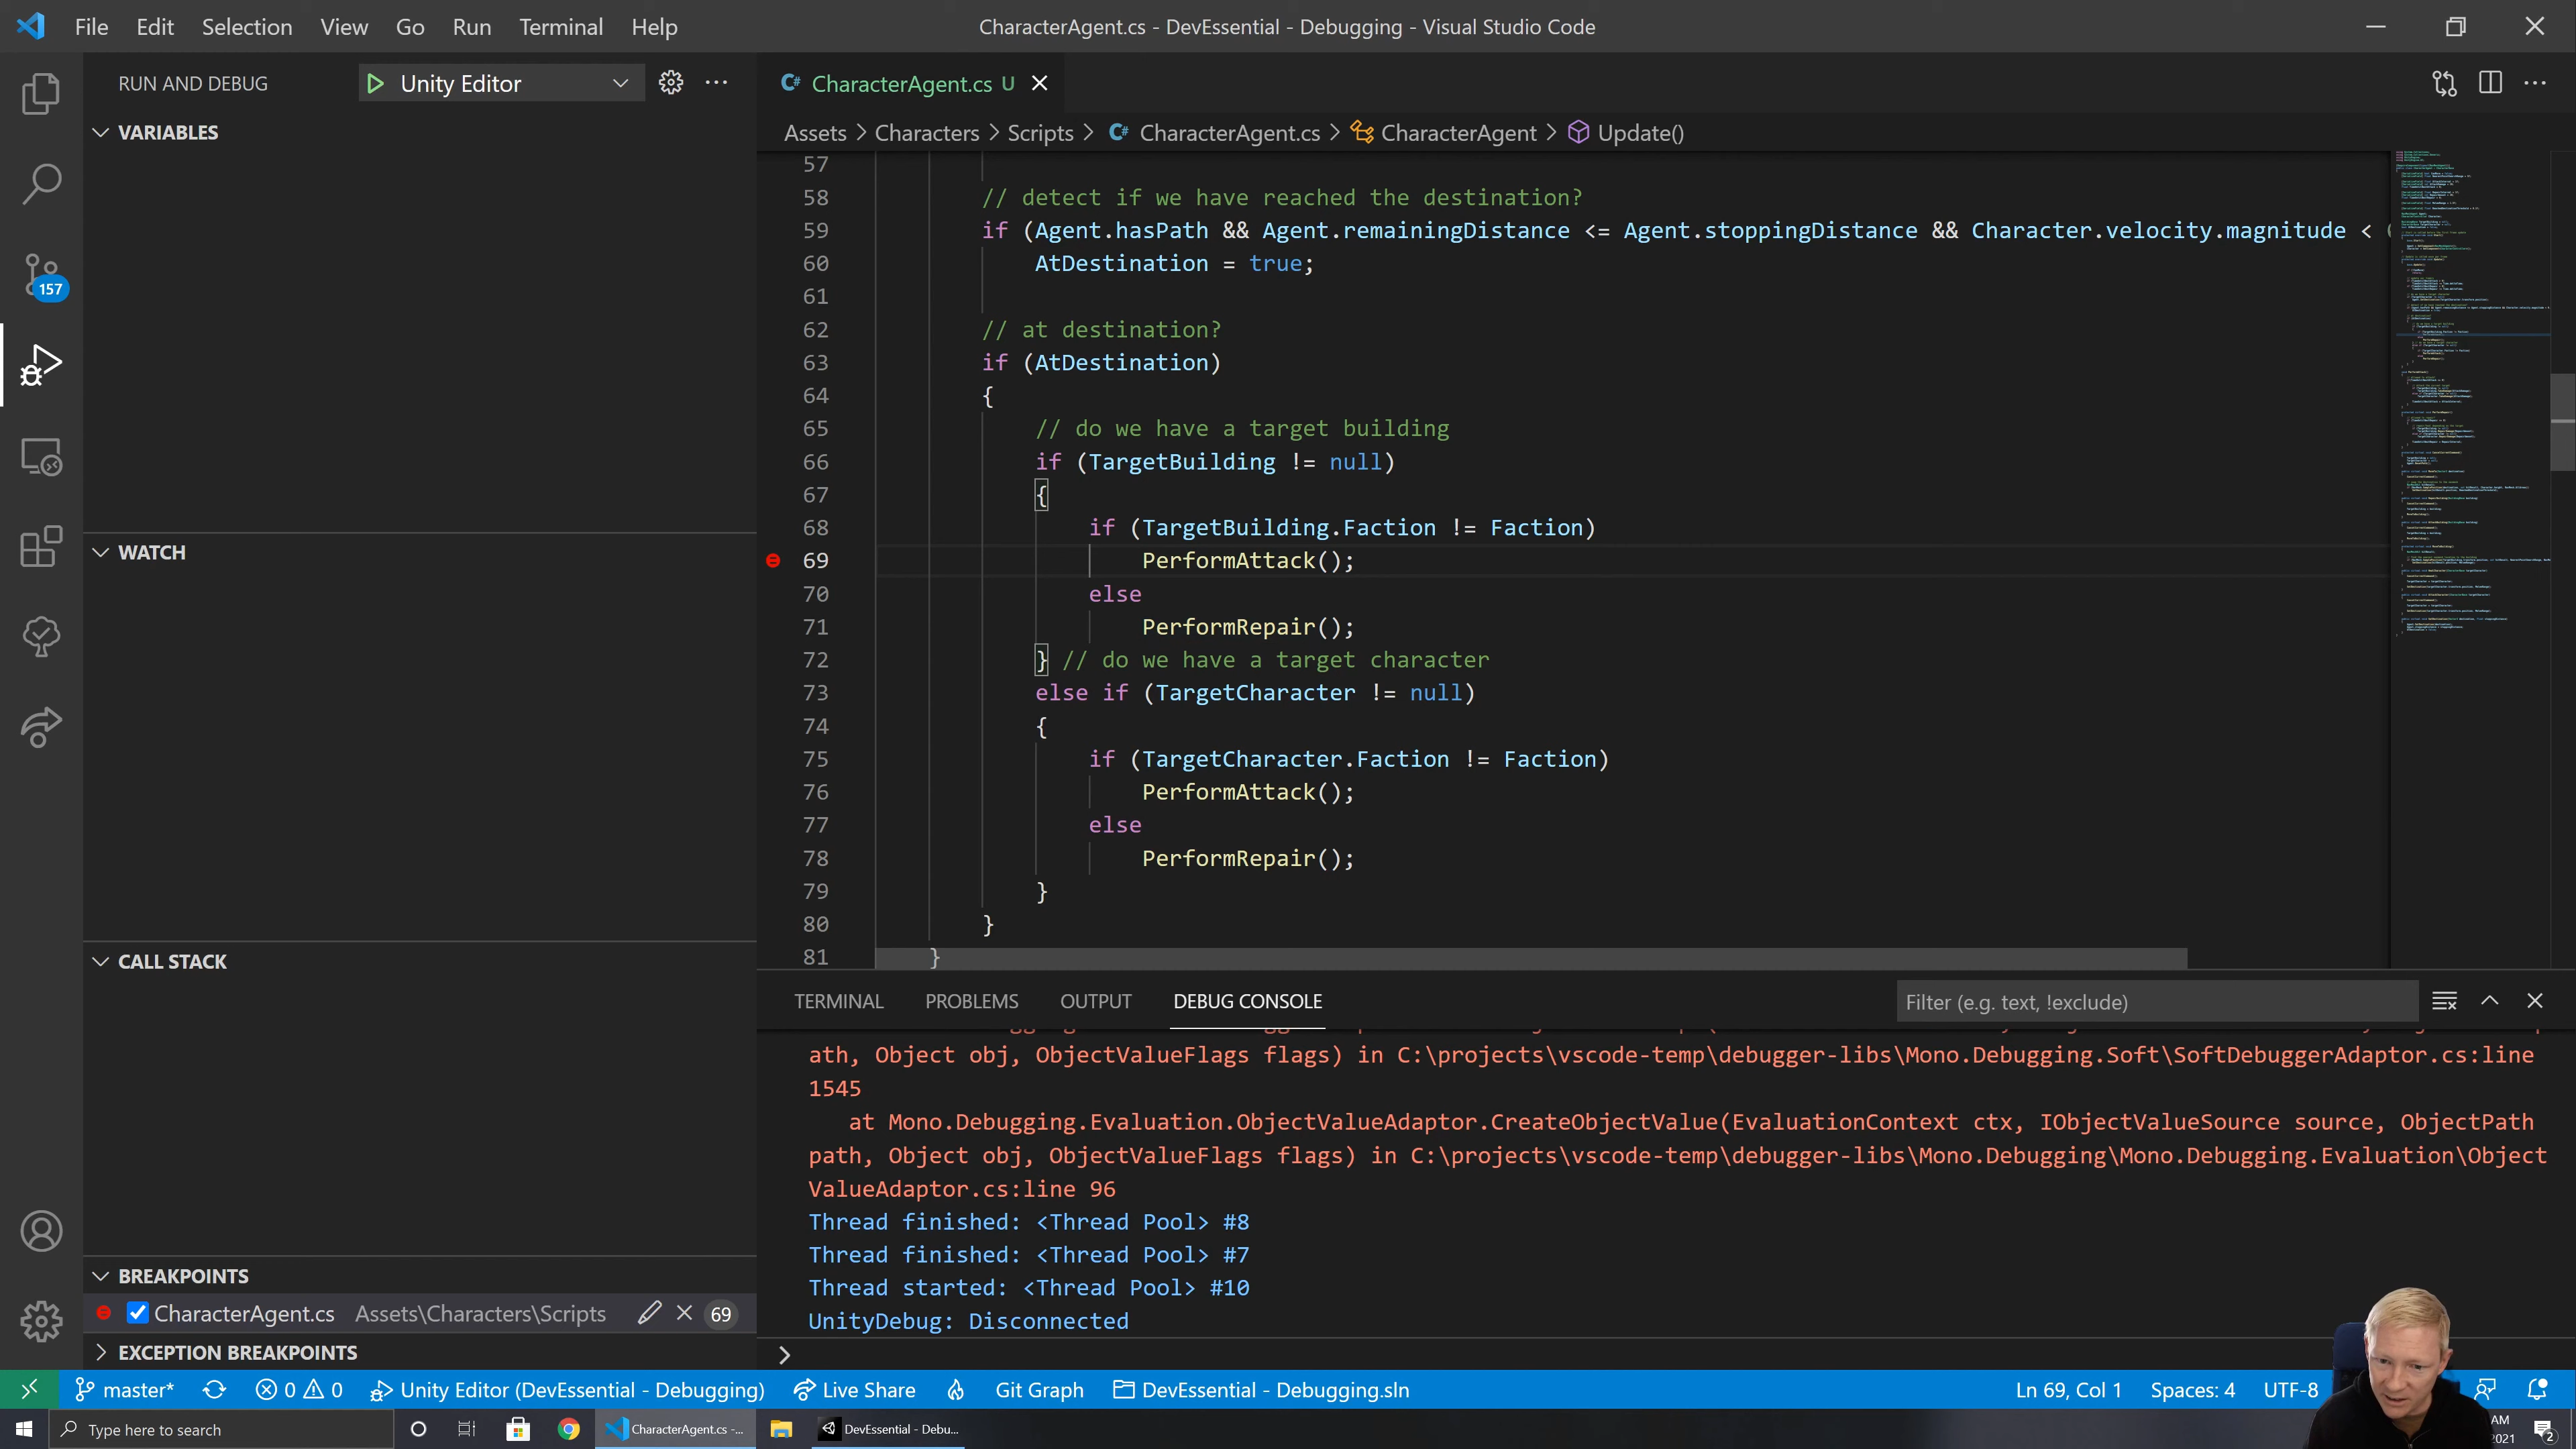 File Edit Selection View Go Run Terminal Help
CharacterAgent.cs - DevEssential - Debugging - Visual Studio Code
RUN AND DEBUG
Unity Editor
CharacterAgent.cs U
VARIABLES
Assets > Characters > Scripts > CharacterAgent.cs > CharacterAgent > Update()
57
58 // detect if we have reached the destination?
59 if (Agent.hasPath && Agent.remainingDistance <= Agent.stoppingDistance && Character.velocity.magnitude <
60 AtDestination = true;
61
62 // at destination?
63 if (AtDestination)
64 {
65 // do we have a target building
66 if (TargetBuilding != null)
67 {
68 if (TargetBuilding.Faction != Faction)
69 PerformAttack();
70 else
71 PerformRepair();
72 } // do we have a target character
73 else if (TargetCharacter != null)
74 {
75 if (TargetCharacter.Faction != Faction)
76 PerformAttack();
77 else
78 PerformRepair();
79 }
80 }
81 }
157
WATCH
CALL STACK
BREAKPOINTS
CharacterAgent.cs Assets\Characters\Scripts 69
EXCEPTION BREAKPOINTS
TERMINAL PROBLEMS OUTPUT DEBUG CONSOLE
Filter (e.g. text, !exclude)
ath, Object obj, ObjectValueFlags flags) in C:\projects\vscode-temp\debugger-libs\Mono.Debugging.Soft\SoftDebuggerAdaptor.cs:line
1545
at Mono.Debugging.Evaluation.ObjectValueAdaptor.CreateObjectValue(EvaluationContext ctx, IObjectValueSource source, ObjectPath
path, Object obj, ObjectValueFlags flags) in C:\projects\vscode-temp\debugger-libs\Mono.Debugging\Mono.Debugging.Evaluation\Object
ValueAdaptor.cs:line 96
Thread finished: <Thread Pool> #8
Thread finished: <Thread Pool> #7
Thread started: <Thread Pool> #10
UnityDebug: Disconnected
>
master* 0 0 Unity Editor (DevEssential - Debugging) Live Share Git Graph DevEssential - Debugging.sln
Ln 69, Col 1 Spaces: 4 UTF-8
Type here to search
CharacterAgent.cs -...
DevEssential - Debu...
AM
2021
2